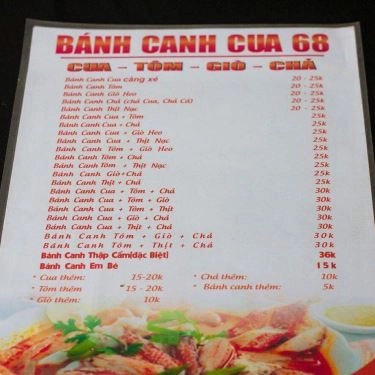 BÁNH CANH CUA 68
CUA - TÔM - GIÒ - CHẢ
Bánh Canh Cua càng xé 20 - 25k
Bánh Canh Tôm 20 - 25k
Bánh Canh Giò Heo 20 - 25k
Bánh Canh Chả (chả Cua, Chả Cá) 20 - 25k
Bánh Canh Thịt Nạc 20 - 25k
Bánh Canh Cua + Tôm 25k
Bánh Canh Cua + Chả 25k
Bánh Canh Cua + Giò Heo 25k
Bánh Canh Cua + Thịt Nạc 25k
Bánh Canh Tôm + Giò Heo 25k
Bánh Canh Tôm + Chả 25k
Bánh Canh Tôm + Thịt Nạc 25k
Bánh Canh Giò+Chả 25k
Bánh Canh Thịt + Chả 25k
Bánh Canh Cua + Tôm + Chả 30k
Bánh Canh Cua + Tôm + Giò 30k
Bánh Canh Cua + Tôm + Thịt 30k
Bánh Canh Cua + Giò + Chả 30k
Bánh Canh Cua + Thịt + Chả 30k
Bánh Canh Tôm + Giò + Chả 30k
Bánh Canh Tôm + Thịt + Chả 30k
Bánh Canh Thập Cẩm(đặc Biệt) 36k
Bánh Canh Em Bé 15k
* Cua thêm: 15-20k * Chả thêm: 10k
* Tôm thêm 15 - 20k * Bánh canh thêm: 5k
* Giò thêm: 10k